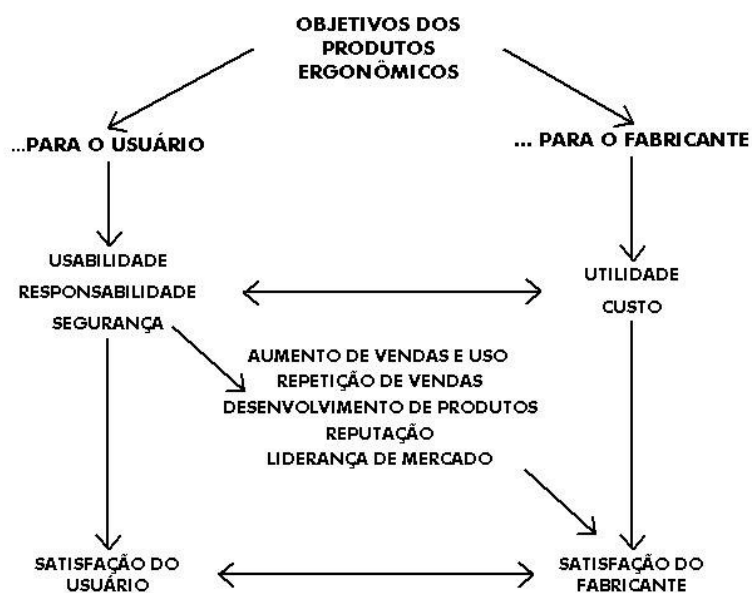 OBJETIVOS DOS
PRODUTOS
ERGONÔMICOS
...PARA O USUÁRIO
... PARA O FABRICANTE
USABILIDADE
RESPONSABILIDADE
SEGURANÇA
UTILIDADE
CUSTO
AUMENTO DE VENDAS E USO
REPETIÇÃO DE VENDAS
DESENVOLVIMENTO DE PRODUTOS
REPUTAÇÃO
LIDERANÇA DE MERCADO
SATISFAÇÃO DO
USUÁRIO
SATISFAÇÃO DO
FABRICANTE